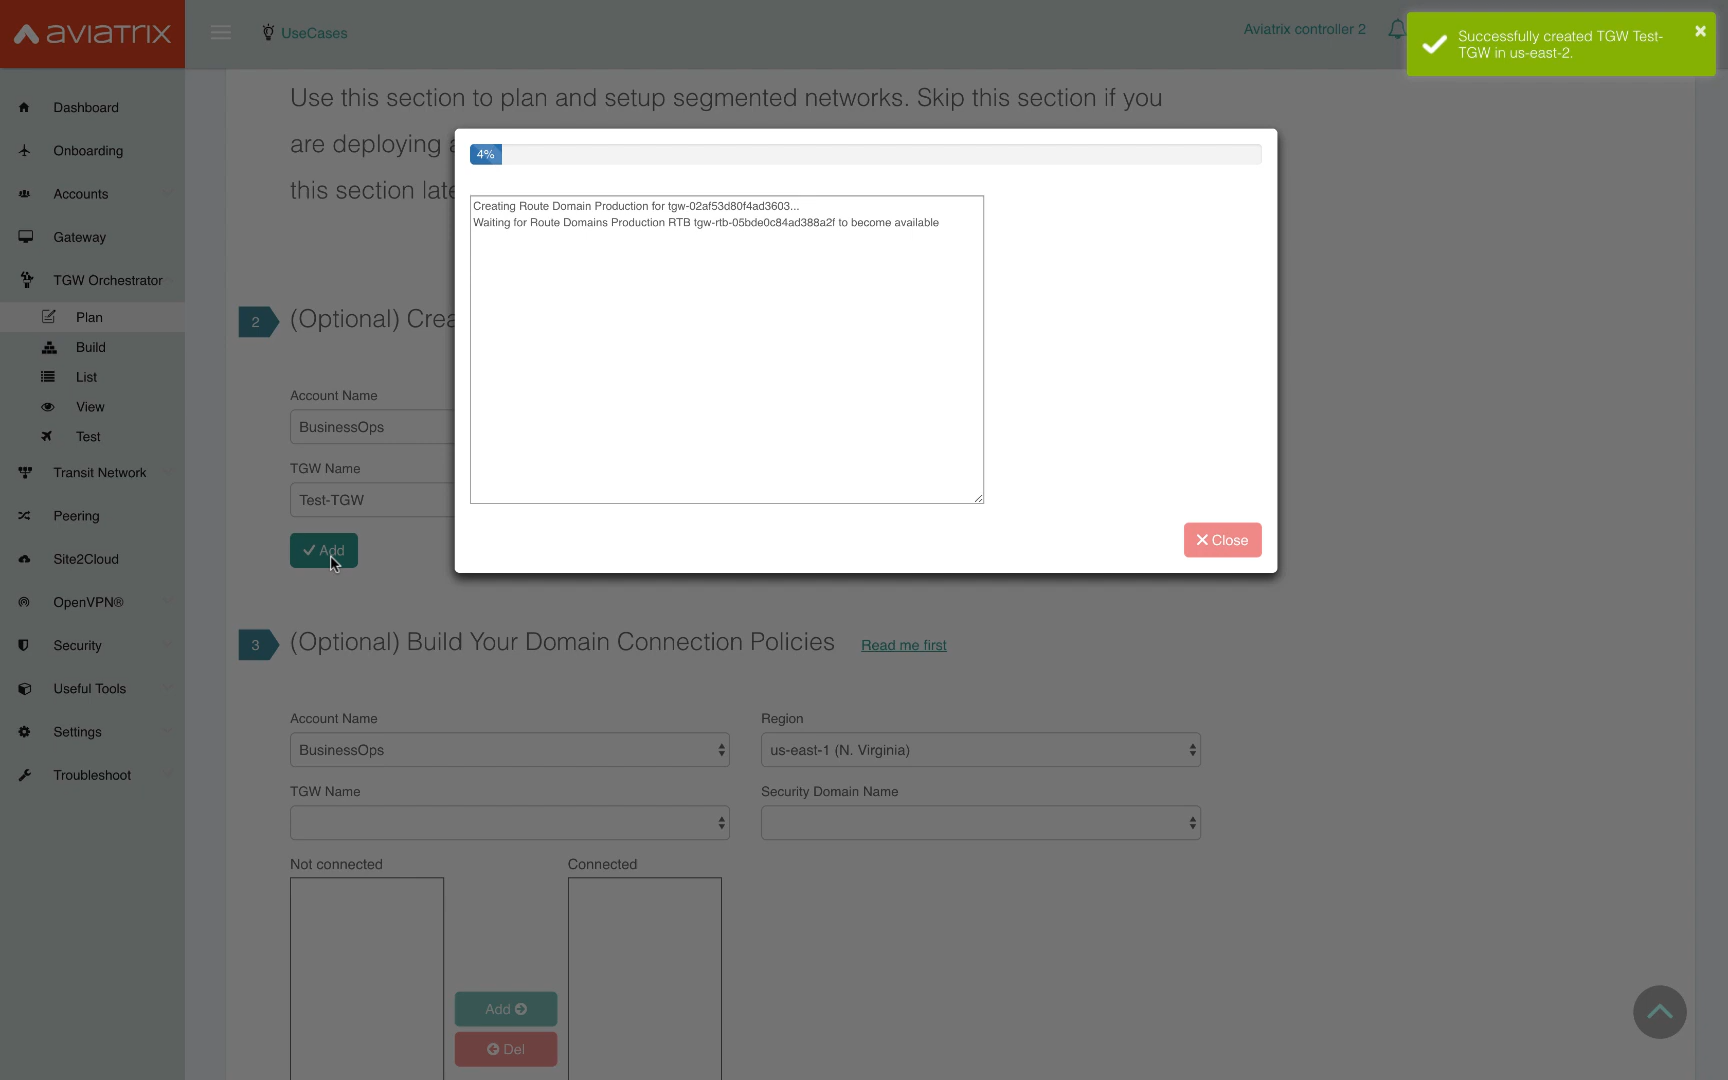 aviatrix
UseCases
Aviatrix controller 2
Successfully created TGW Test-
TGW in us-east-2.
Dashboard
Onboarding
Accounts
Gateway
TGW Orchestrator
Plan
Build
List
View
Test
Transit Network
Peering
Site2Cloud
OpenVPN®
Security
Useful Tools
Settings
Troubleshoot
Use this section to plan and setup segmented networks. Skip this section if you
are deploying
this section late
4%
Creating Route Domain Production for tgw-02af53d80f4ad3603...
Waiting for Route Domains Production RTB tgw-rtb-05bde0c84ad388a2f to become available
Close
2
(Optional) Crea
Account Name
BusinessOps
TGW Name
Test-TGW
Add
3
(Optional) Build Your Domain Connection Policies
Read me first
Account Name
Region
BusinessOps
us-east-1 (N. Virginia)
TGW Name
Security Domain Name
Not connected
Connected
Add
Del